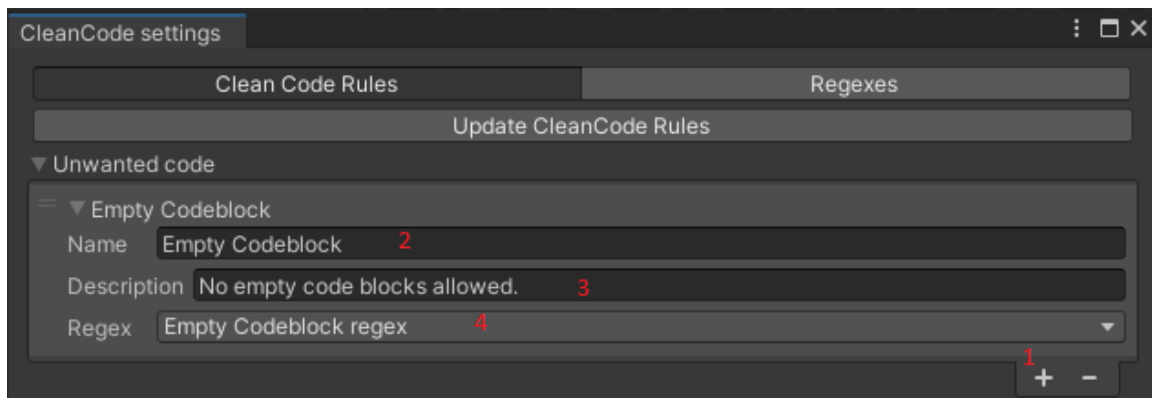 CleanCode settings
Clean Code Rules Regexes
Update CleanCode Rules
Unwanted code
Empty Codeblock
Name Empty Codeblock 2
Description No empty code blocks allowed. 3
Regex Empty Codeblock regex 4
1
+ -